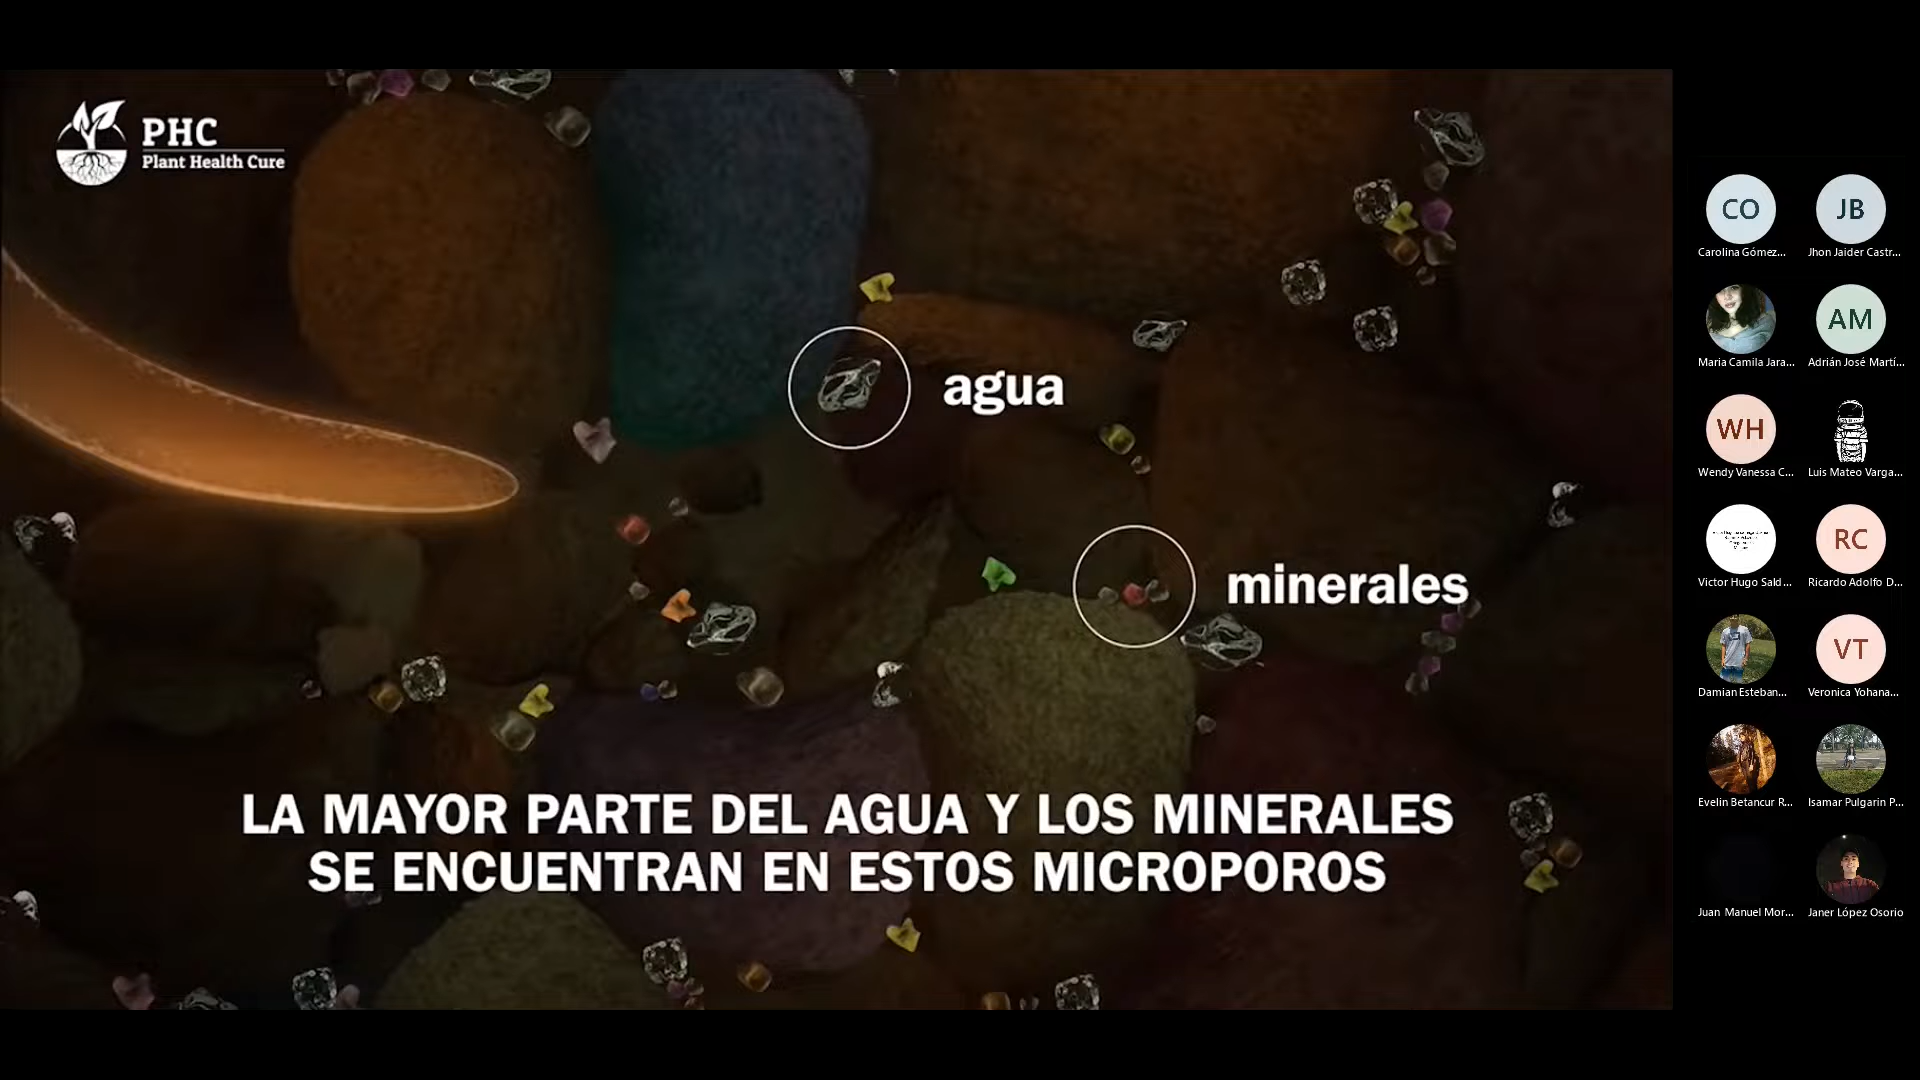 PHC
Plant Health Cure
agua
minerales
LA MAYOR PARTE DEL AGUA Y LOS MINERALES
SE ENCUENTRAN EN ESTOS MICROPOROS
CO
Carolina Gómez...
JB
Jhon Jaider Castr...
Maria Camila Jara...
AM
Adrián José Martí...
WH
Wendy Vanessa C...
Luis Mateo Varga...
Victor Hugo Sald...
RC
Ricardo Adolfo D...
Damian Esteban...
VT
Veronica Yohana...
Evelin Betancur R...
Isamar Pulgarin P...
Juan Manuel Mor...
Janer López Osorio